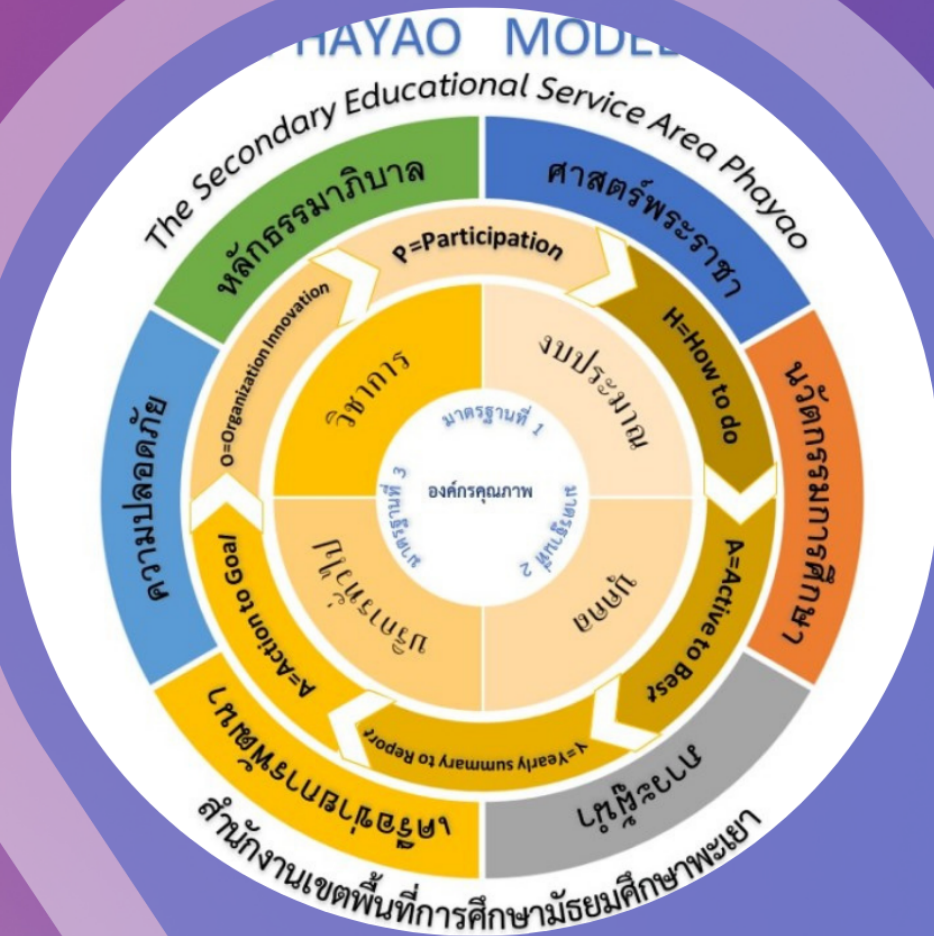 PHAYAO MODEL
The Secondary Educational Service Area Phayao
หลักธรรมาภิบาล
ศาสตร์พระราชา
นวัตกรรมการศึกษา
ภาวะผู้นำ
เครือข่ายการพัฒนา
ความปลอดภัย
P=Participation
H=How to do
A=Active to Best
Y=Yearly summary to Report
A=Action to Goal
O=Organization Innovation
วิชาการ
งบประมาณ
บุคคล
บริการทั่วไป
มาตรฐานที่ 1
มาตรฐานที่ 2
มาตรฐานที่ 3
องค์กรคุณภาพ
สำนักงานเขตพื้นที่การศึกษามัธยมศึกษาพะเยา